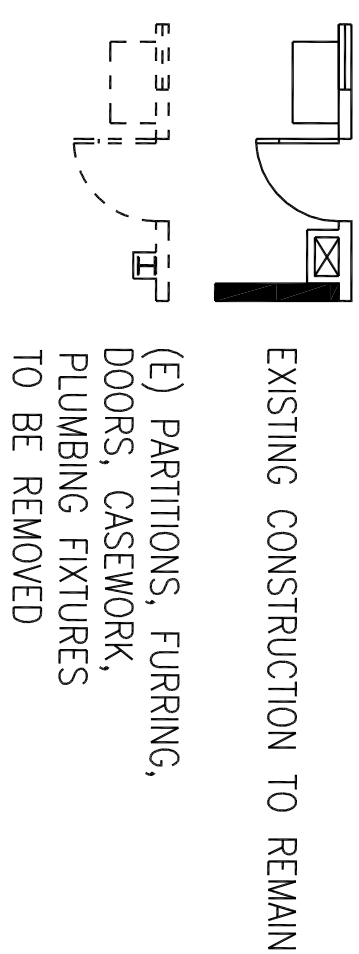 EXISTING CONSTRUCTION TO REMAIN
(E) PARTITIONS, FURRING,
DOORS, CASEWORK,
PLUMBING FIXTURES
TO BE REMOVED